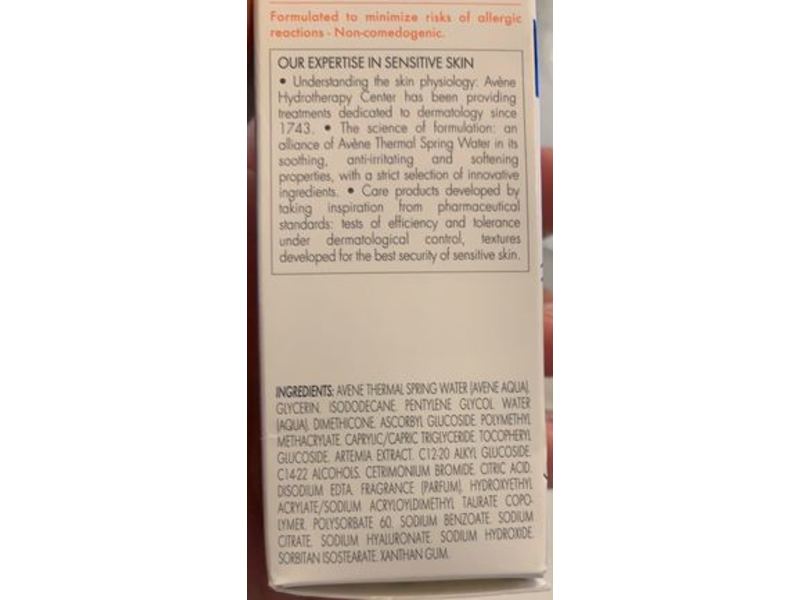 Formulated to minimize risks of allergic
reactions - Non-comedogenic.
OUR EXPERTISE IN SENSITIVE SKIN
• Understanding the skin physiology: Avène
Hydrotherapy Center has been providing
treatments dedicated to dermatology since
1743. • The science of formulation: an
alliance of Avène Thermal Spring Water in its
soothing, anti-irritating and softening
properties, with a strict selection of innovative
ingredients. • Care products developed by
taking inspiration from pharmaceutical
standards: tests of efficiency and tolerance
under dermatological control, textures
developed for the best security of sensitive skin.
INGREDIENTS: AVENE THERMAL SPRING WATER (AVENE AQUA).
GLYCERIN. ISODODECANE. PENTYLENE GLYCOL. WATER
(AQUA). DIMETHICONE. ASCORBYL GLUCOSIDE. POLYMETHYL
METHACRYLATE. CAPRYLIC/CAPRIC TRIGLYCERIDE. TOCOPHERYL
GLUCOSIDE. ARTEMIA EXTRACT. C12-20 ALKYL GLUCOSIDE.
C14-22 ALCOHOLS. CETRIMONIUM BROMIDE. CITRIC ACID.
DISODIUM EDTA. FRAGRANCE (PARFUM). HYDROXYETHYL
ACRYLATE/SODIUM ACRYLOYLDIMETHYL TAURATE COPO-
LYMER. POLYSORBATE 60. SODIUM BENZOATE. SODIUM
CITRATE. SODIUM HYALURONATE. SODIUM HYDROXIDE.
SORBITAN ISOSTEARATE. XANTHAN GUM.